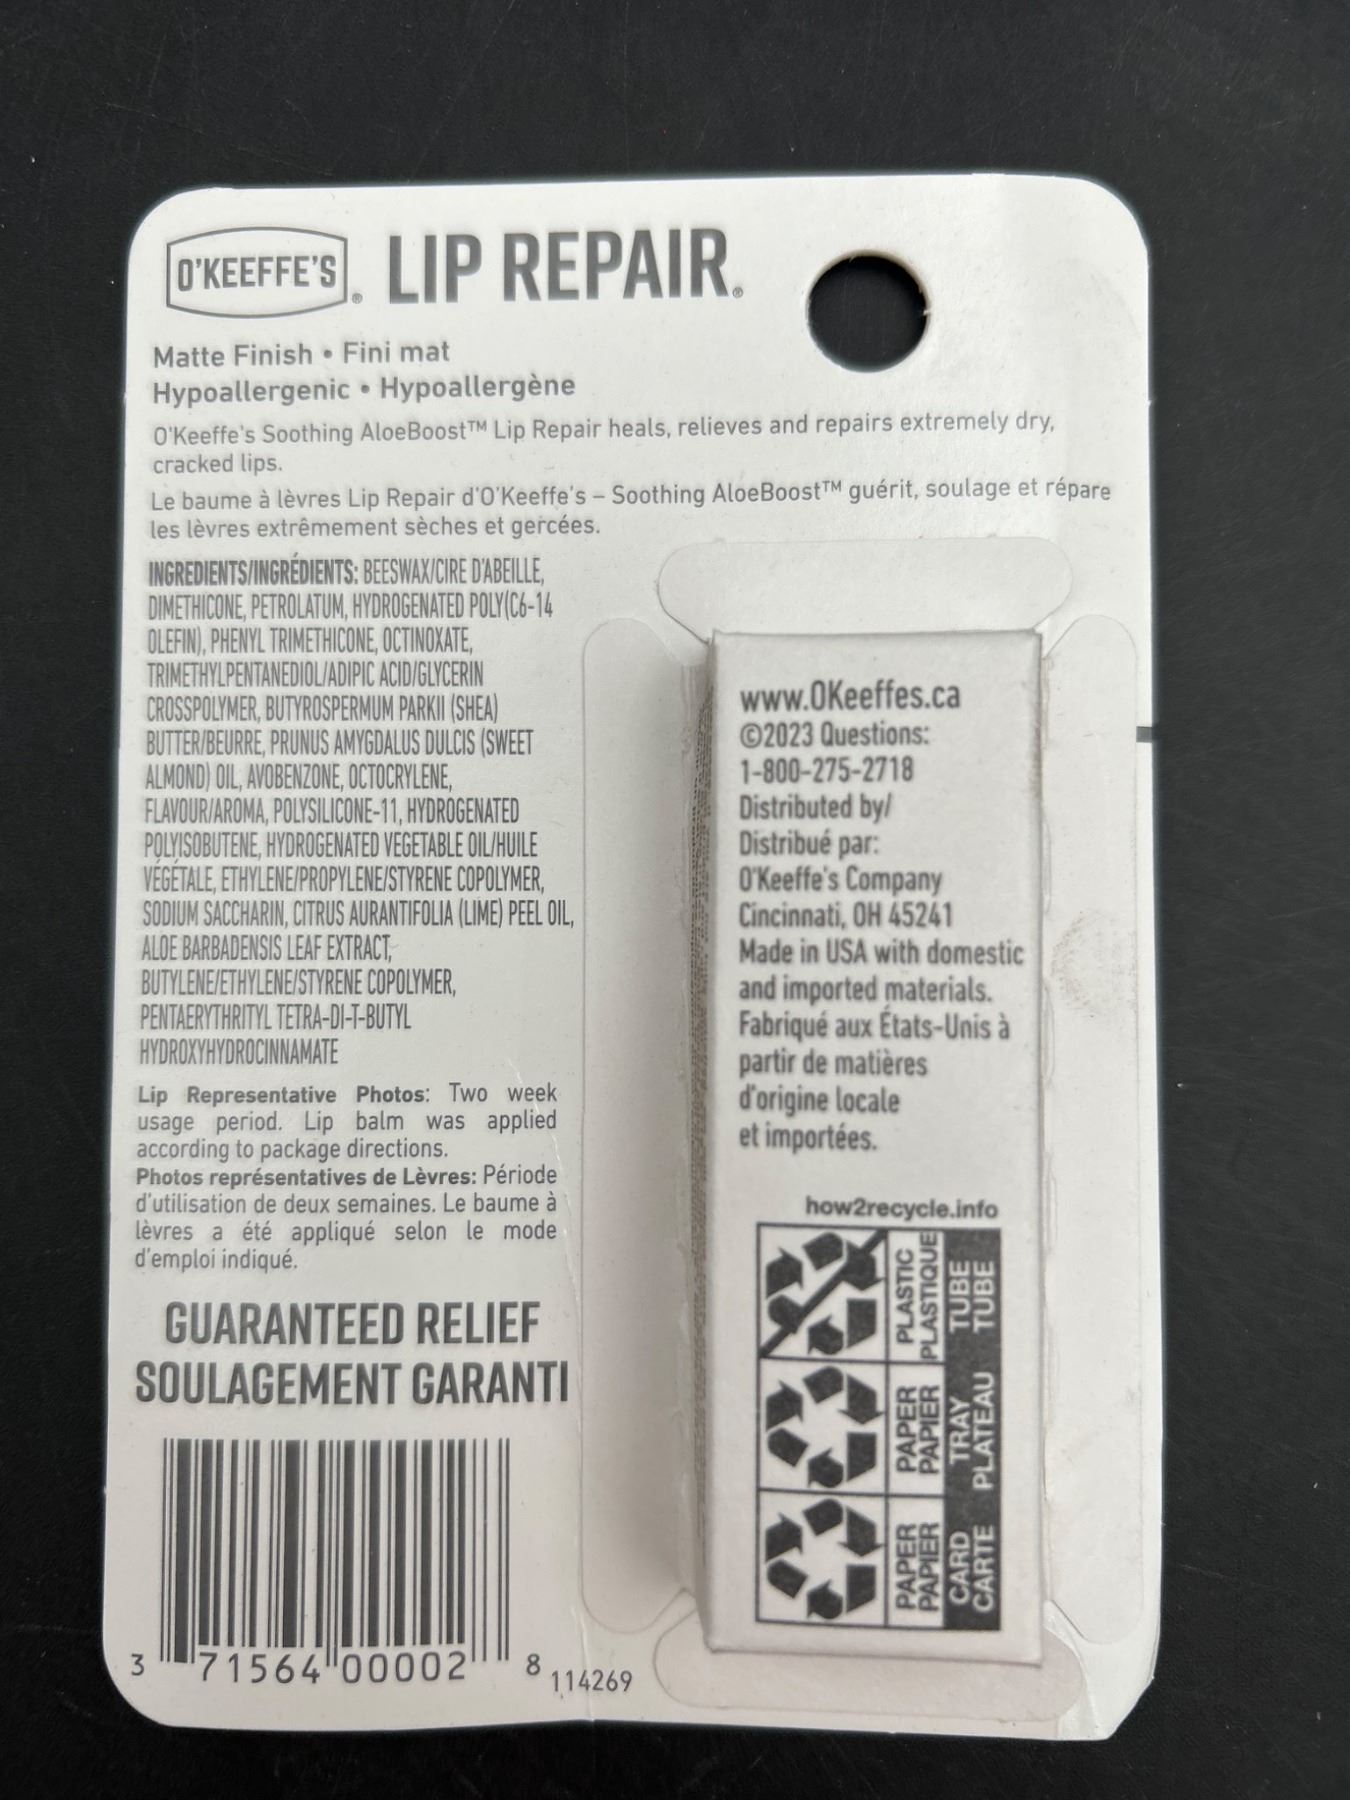 O'KEEFFE'S® LIP REPAIR®
Matte Finish • Fini mat
Hypoallergenic • Hypoallergène
O'Keeffe's Soothing AloeBoost™ Lip Repair heals, relieves and repairs extremely dry,
cracked lips.
Le baume à lèvres Lip Repair d'O'Keeffe's – Soothing AloeBoost™ guérit, soulage et répare
les lèvres extrêmement sèches et gercées.
INGREDIENTS/INGRÉDIENTS: BEESWAX/CIRE D'ABEILLE,
DIMETHICONE, PETROLATUM, HYDROGENATED POLY(C6-14
OLEFIN), PHENYL TRIMETHICONE, OCTINOXATE,
TRIMETHYLPENTANEDIOL/ADIPIC ACID/GLYCERIN
CROSSPOLYMER, BUTYROSPERMUM PARKII (SHEA)
BUTTER/BEURRE, PRUNUS AMYGDALUS DULCIS (SWEET
ALMOND) OIL, AVOBENZONE, OCTOCRYLENE,
FLAVOUR/AROMA, POLYSILICONE-11, HYDROGENATED
POLYISOBUTENE, HYDROGENATED VEGETABLE OIL/HUILE
VÉGÉTALE, ETHYLENE/PROPYLENE/STYRENE COPOLYMER,
SODIUM SACCHARIN, CITRUS AURANTIFOLIA (LIME) PEEL OIL,
ALOE BARBADENSIS LEAF EXTRACT,
BUTYLENE/ETHYLENE/STYRENE COPOLYMER,
PENTAERYTHRITYL TETRA-DI-T-BUTYL
HYDROXYHYDROCINNAMATE
Lip Representative Photos: Two week
usage period. Lip balm was applied
according to package directions.
Photos représentatives de Lèvres: Période
d'utilisation de deux semaines. Le baume à
lèvres a été appliqué selon le mode
d'emploi indiqué.
GUARANTEED RELIEF
SOULAGEMENT GARANTI
3 71564 00002 8
114269
www.OKeeffes.ca
©2023 Questions:
1-800-275-2718
Distributed by/
Distribué par:
O'Keeffe's Company
Cincinnati, OH 45241
Made in USA with domestic
and imported materials.
Fabriqué aux États-Unis à
partir de matières
d'origine locale
et importées.
how2recycle.info
PLASTIC
PLASTIQUE
TUBE
TUBE
PAPER
PAPIER
TRAY
PLATEAU
PAPER
PAPIER
CARD
CARTE